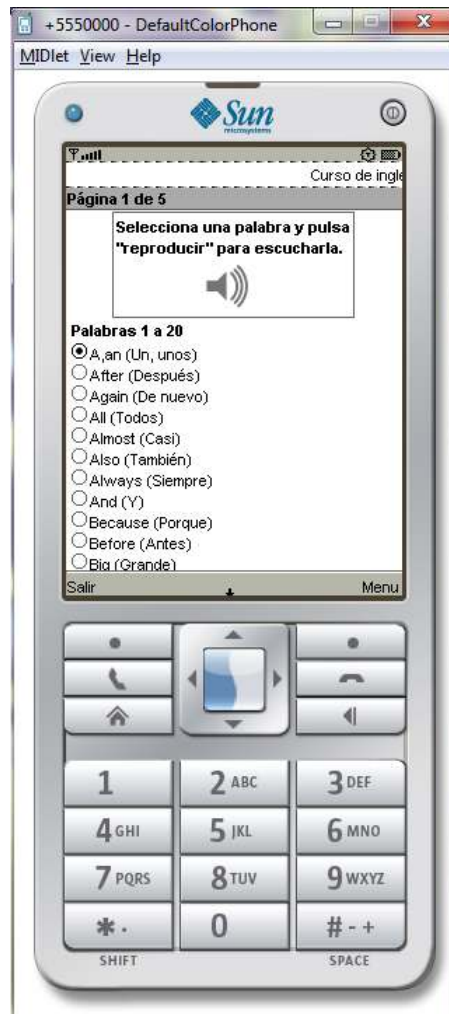 +5550000 - DefaultColorPhone
MIDlet View Help
Sun
microsystems
Curso de ingle
Página 1 de 5
Selecciona una palabra y pulsa
"reproducir" para escucharla.
Palabras 1 a 20
A,an (Un, unos)
After (Después)
Again (De nuevo)
All (Todos)
Almost (Casi)
Also (También)
Always (Siempre)
And (Y)
Because (Porque)
Before (Antes)
Big (Grande)
Salir Menu
1 2 ABC 3 DEF
4 GHI 5 JKL 6 MNO
7 PQRS 8 TUV 9 WXYZ
* . 0 # - +
SHIFT SPACE